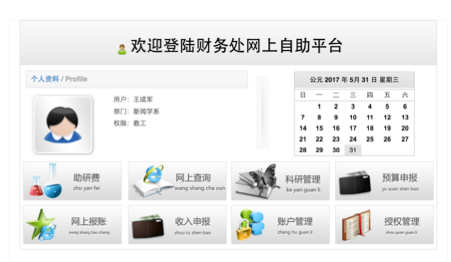 欢迎登陆财务处网上自助平台
个人资料 / Profile
用户：王成军
部门：新闻学系
权限：教工
公元 2017 年 5月 31 日 星期三
日 一 二 三 四 五 六
1 2 3 4 5 6
7 8 9 10 11 12 13
14 15 16 17 18 19 20
21 22 23 24 25 26 27
28 29 30 31
助研费 网上查询 科研管理 预算申报
zhu yan fei wang shang cha xun ke yan guan li yu suan shen bao
网上报账 收入申报 账户管理 授权管理
wang shang bao zhang shou ru shen bao zhang hu guan li shou quan guan li